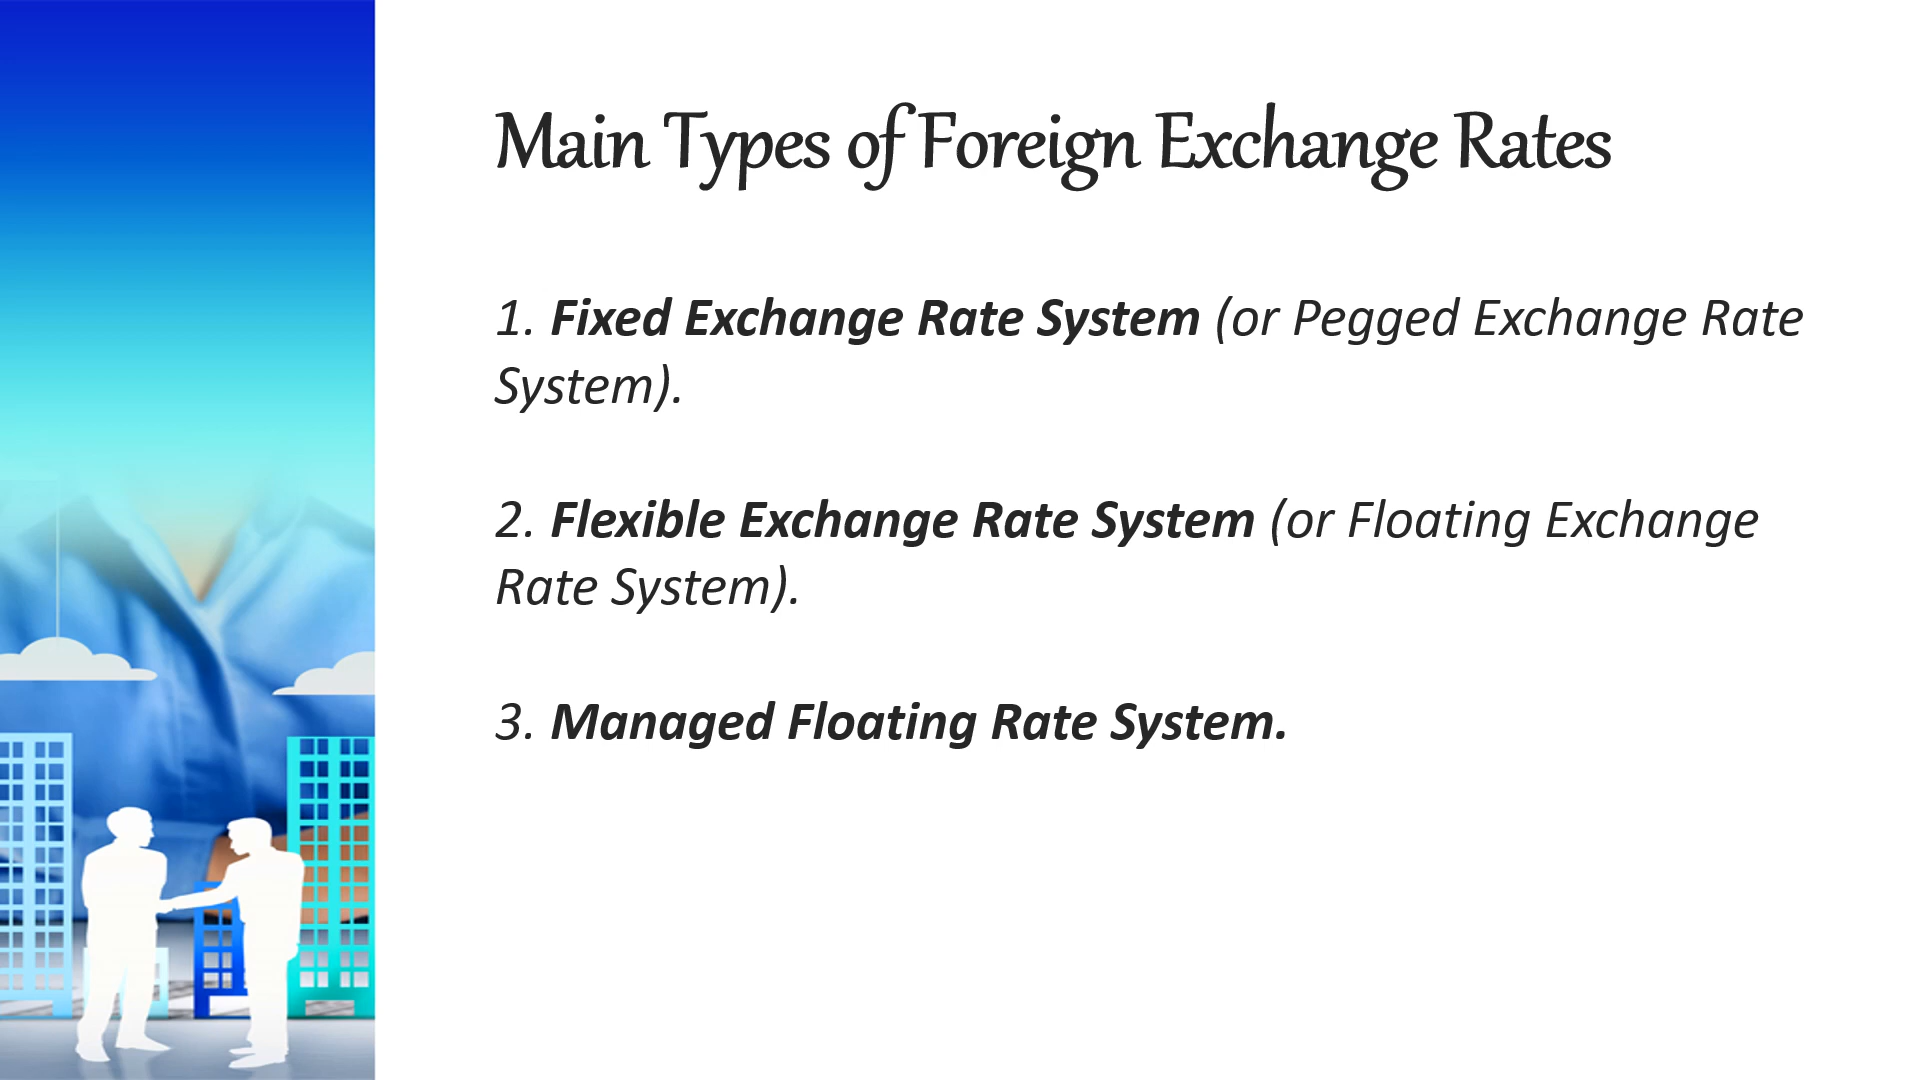 Main Types of Foreign Exchange Rates
1. Fixed Exchange Rate System (or Pegged Exchange Rate
System).
2. Flexible Exchange Rate System (or Floating Exchange
Rate System).
3. Managed Floating Rate System.